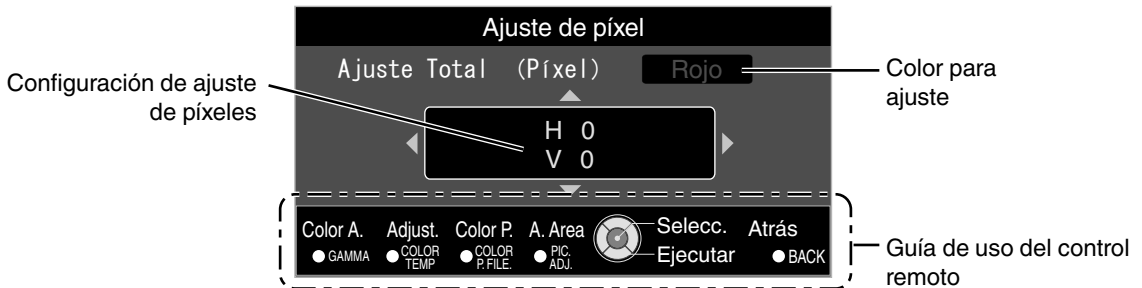 Ajuste de píxel
Ajuste Total (Píxel) Rojo
Configuración de ajuste
de píxeles
Color para
ajuste
H 0
V 0
Color A. Adjust. Color P. A. Area Selecc. Atrás
GAMMA COLOR TEMP COLOR P. FILE. PIC. ADJ. Ejecutar BACK
Guía de uso del control
remoto